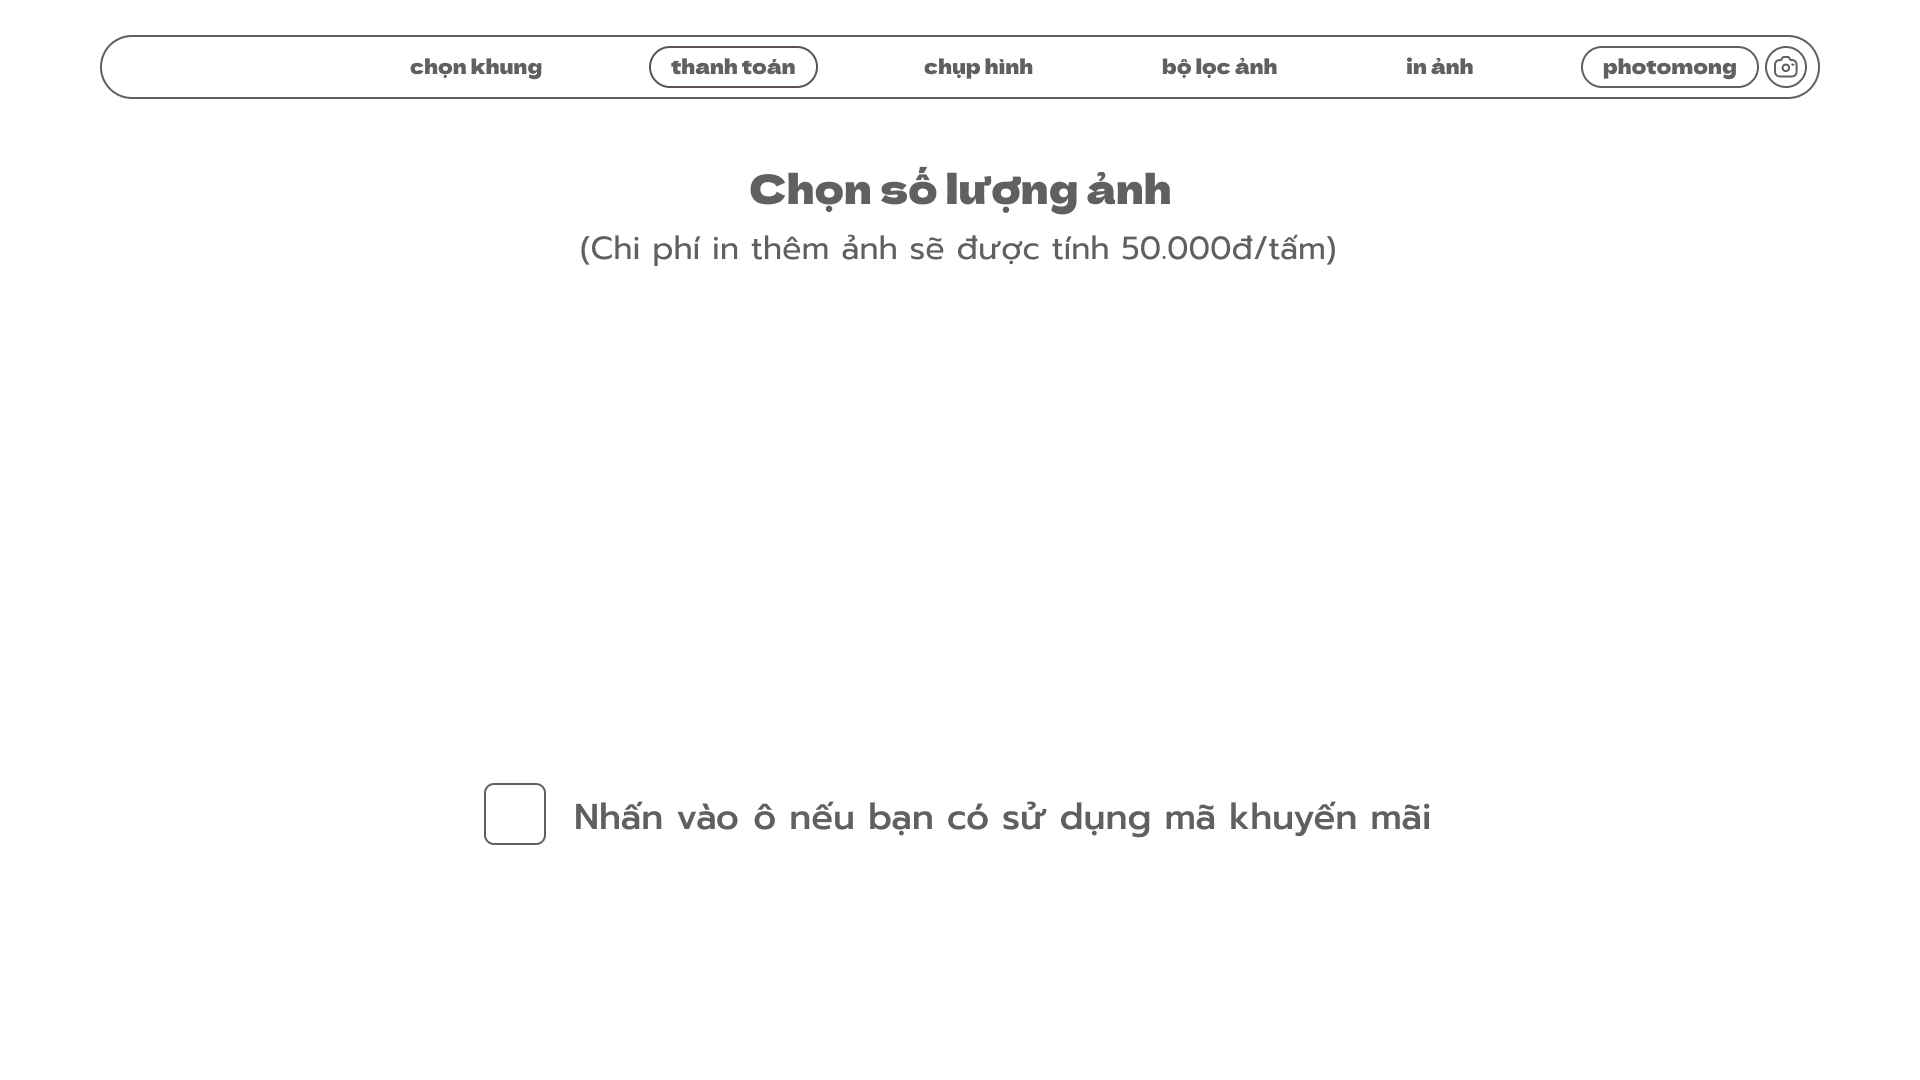 chọn khung thanh toán chụp hình bộ lọc ảnh in ảnh photomong
Chọn số lượng ảnh
(Chi phí in thêm ảnh sẽ được tính 50.000đ/tấm)
Nhấn vào ô nếu bạn có sử dụng mã khuyến mãi